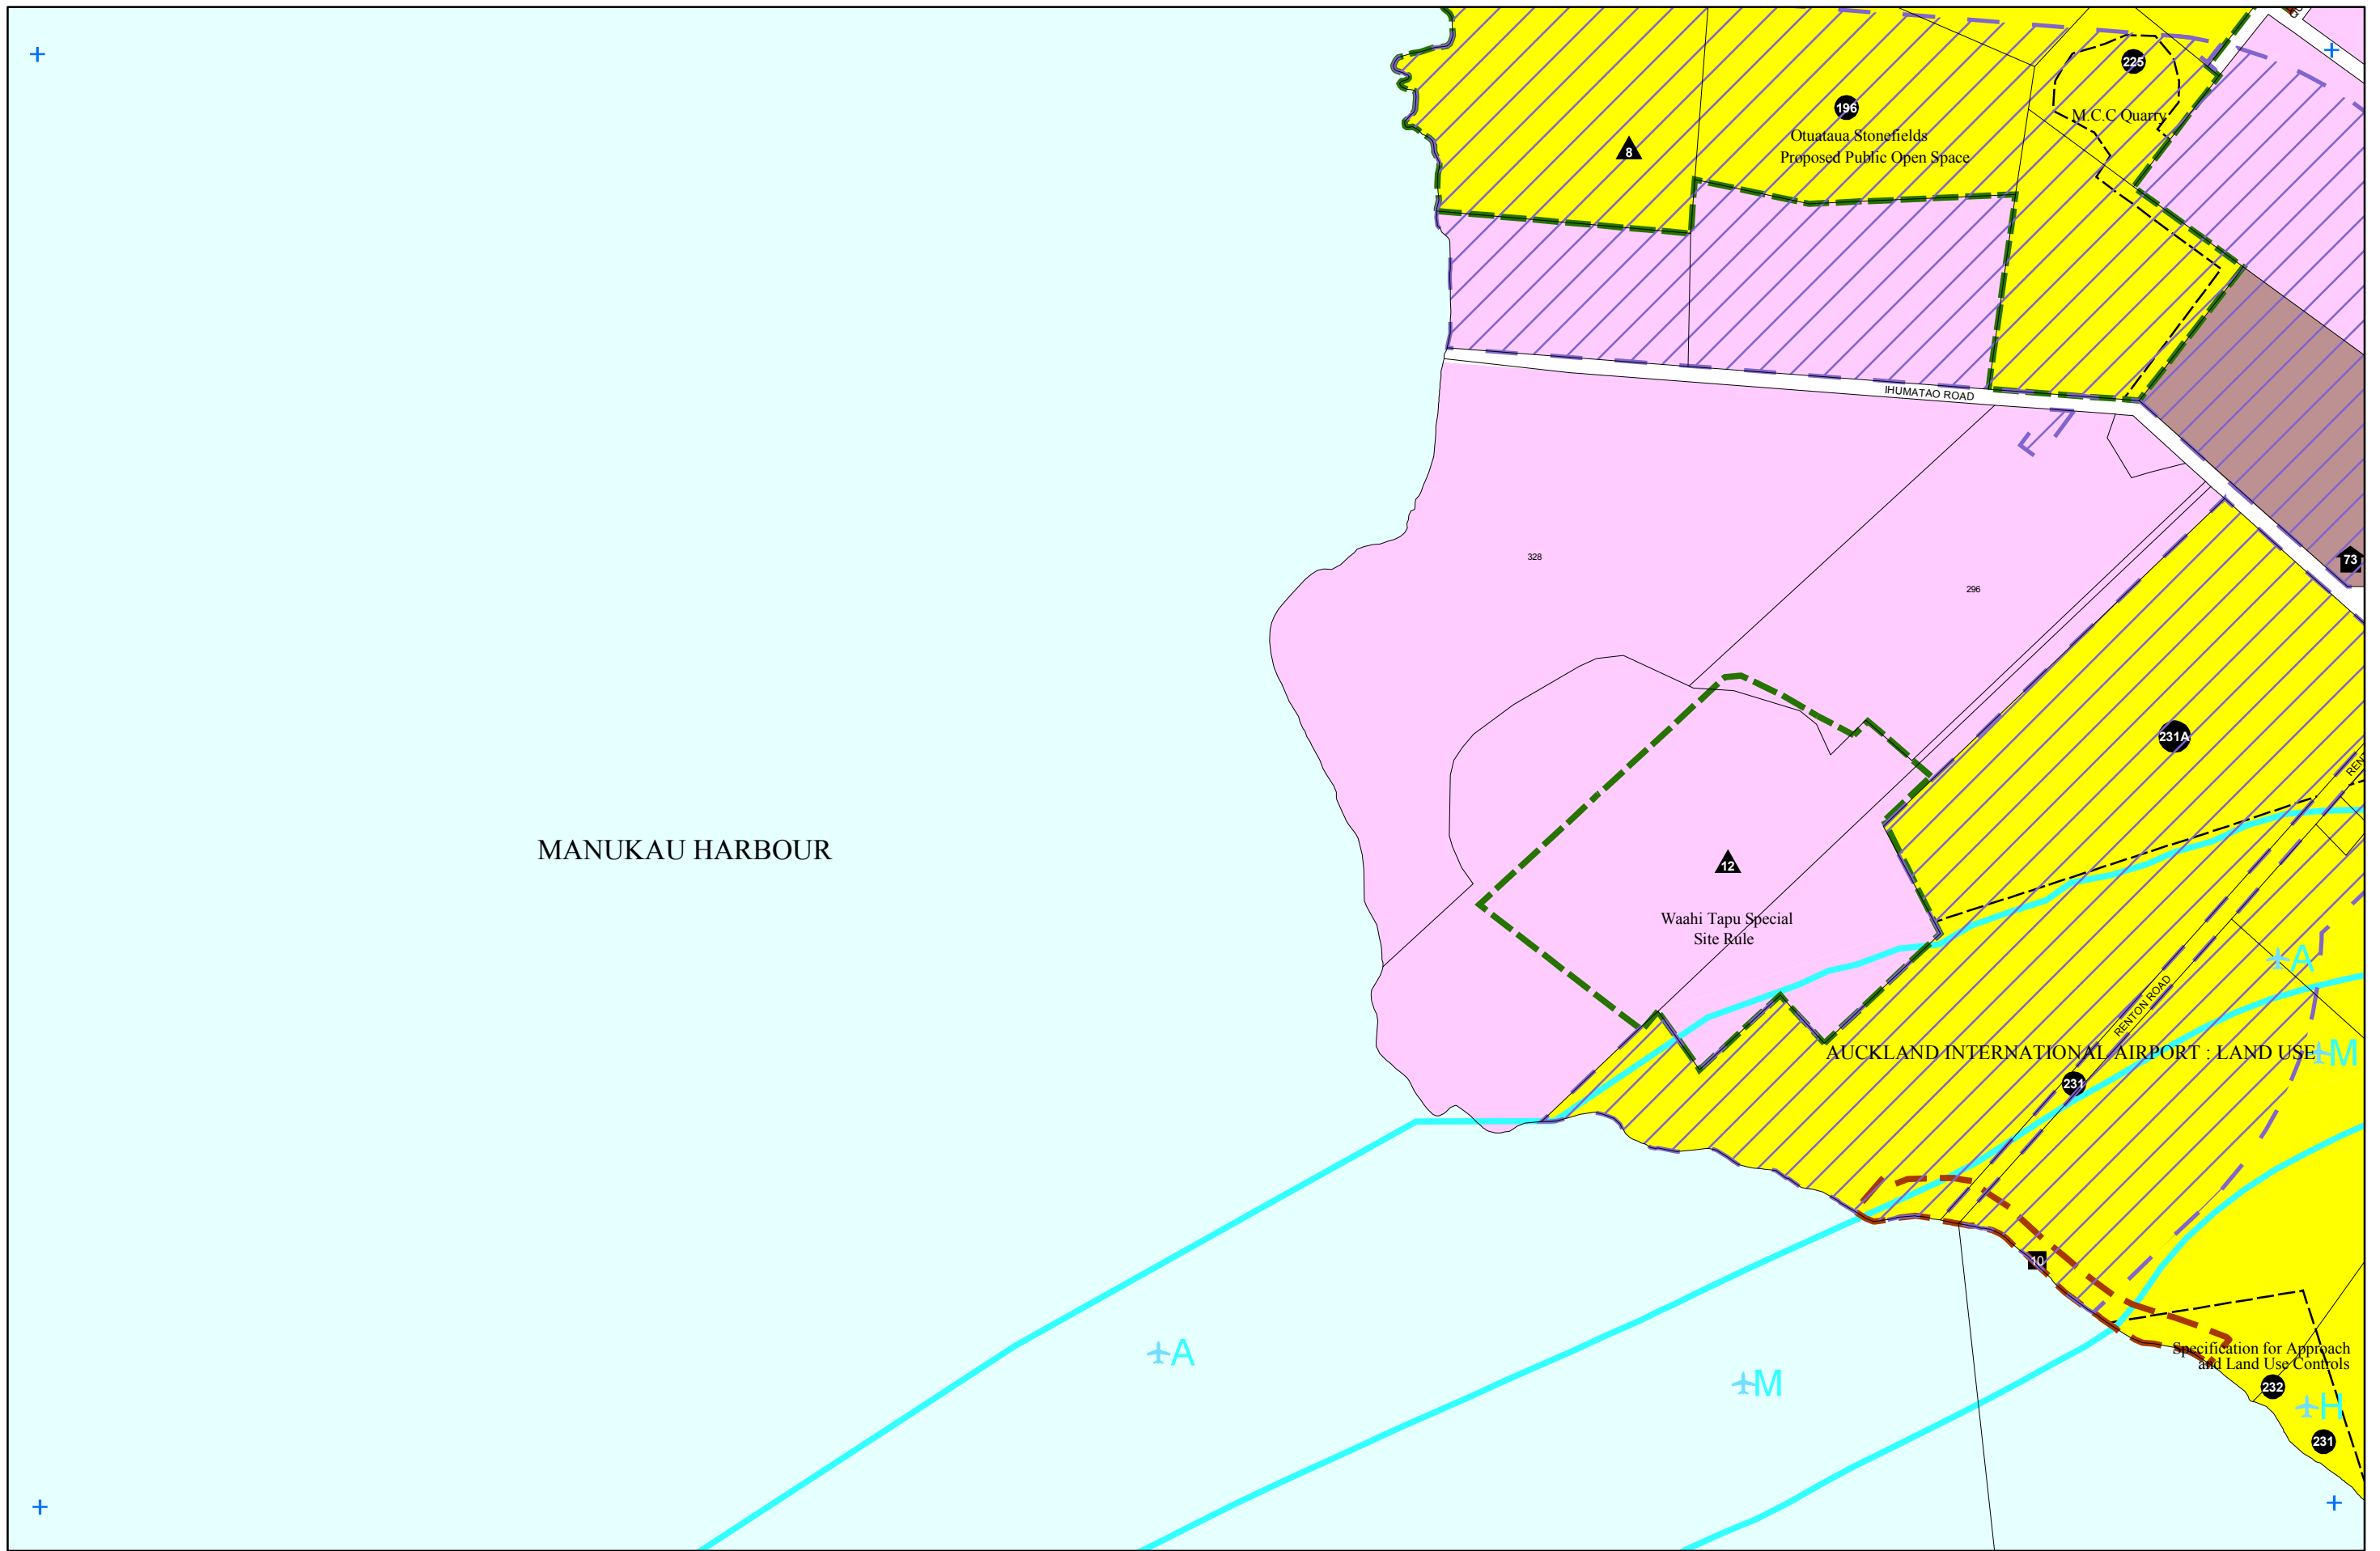 225
M.C.C Quarry
196
Otuataua Stonefields
Proposed Public Open Space
8
IHUMATAO ROAD
328
296
73
231A
MANUKAU HARBOUR
12
Waahi Tapu Special
Site Rule
A
RENTON ROAD
AUCKLAND INTERNATIONAL AIRPORT : LAND USE
M
231
10
A
M
Specification for Approach
and Land Use Controls
232
H
231